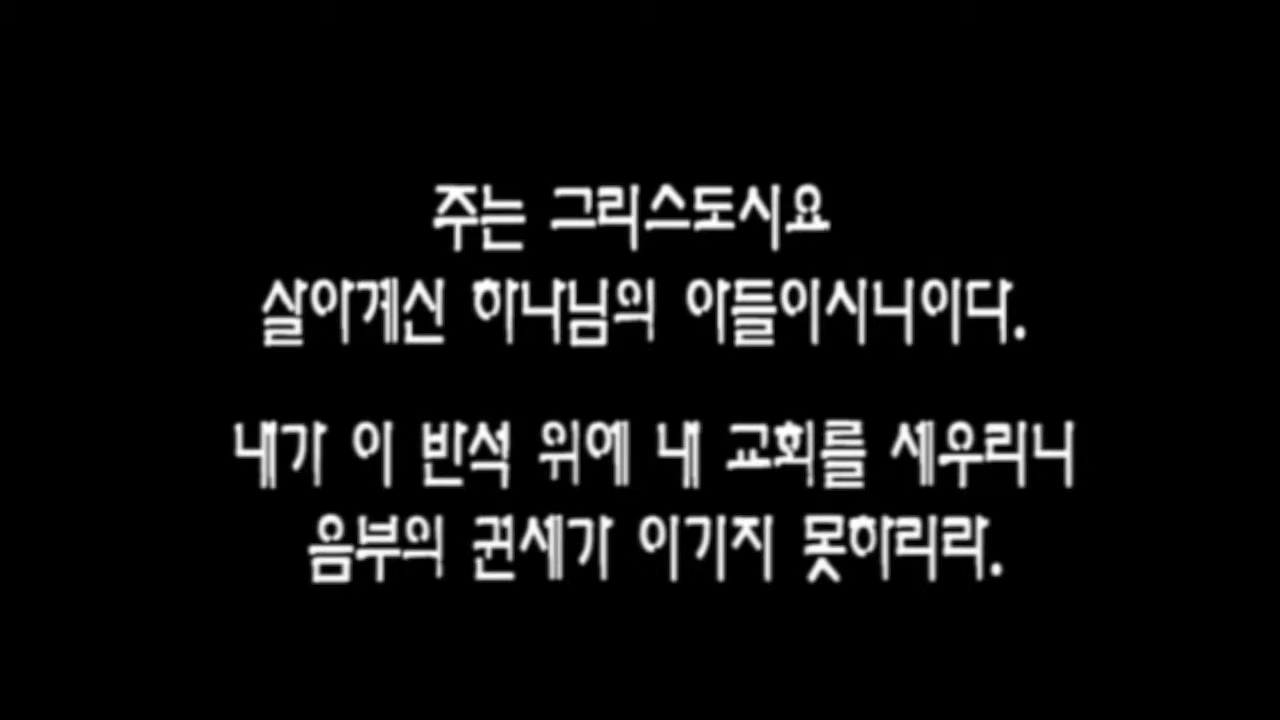 주는 그리스도시요
살아계신 하나님의 아들이시니이다.
내가 이 반석 위에 내 교회를 세우리니
음부의 권세가 이기지 못하리라.